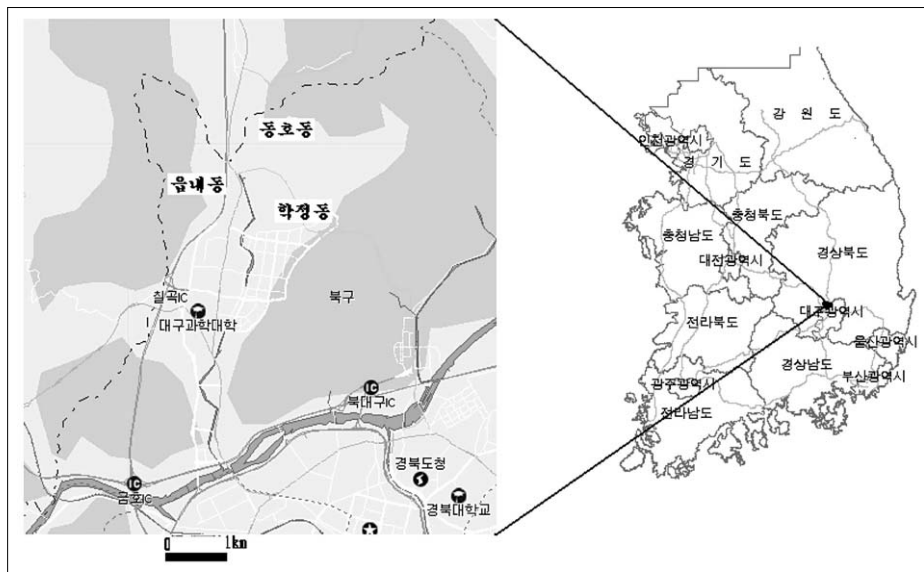 동호동
읍내동
학정동
칠곡IC
대구과학대학
북구
IC
북대구IC
경북도청
경북대학교
IC
금호IC
0 1km
강 원 도
인천광역시
경 기 도
충청북도
충청남도
대전광역시
경상북도
대구광역시
전라북도
울산광역시
경상남도
부산광역시
광주광역시
전라남도